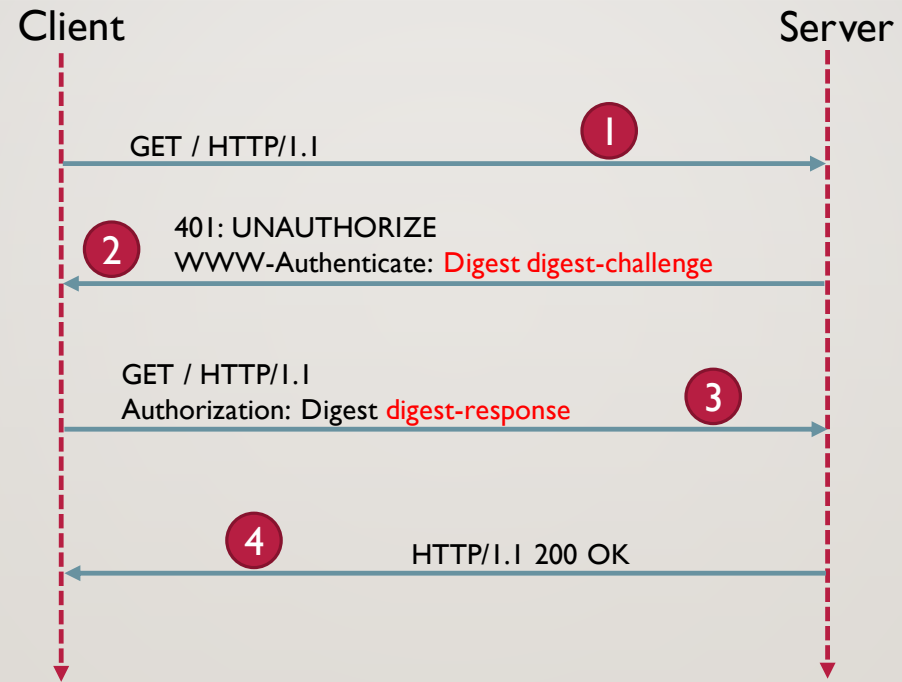 Client
Server
1
GET / HTTP/1.1
401: UNAUTHORIZE
2
WWW-Authenticate: Digest digest-challenge
GET / HTTP/1.1
3
Authorization: Digest digest-response
4
HTTP/1.1 200 OK